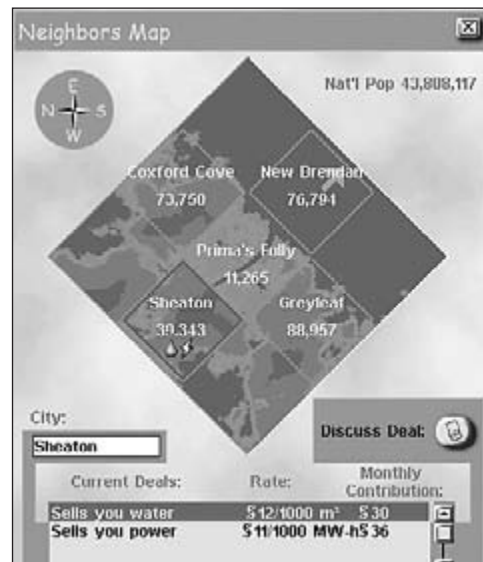 Neighbors Map
Nat'l Pop 43,808,117
E
N S
W
Coxford Cove New Brendan
73,750 76,794
Prima's Folly
11,265
Sheaton Greyleaf
39,343 88,957
City:
Sheaton
Discuss Deal:
Current Deals: Rate: Monthly Contribution:
Sells you water §12/1000 m³ §30
Sells you power §11/1000 MW-h§36